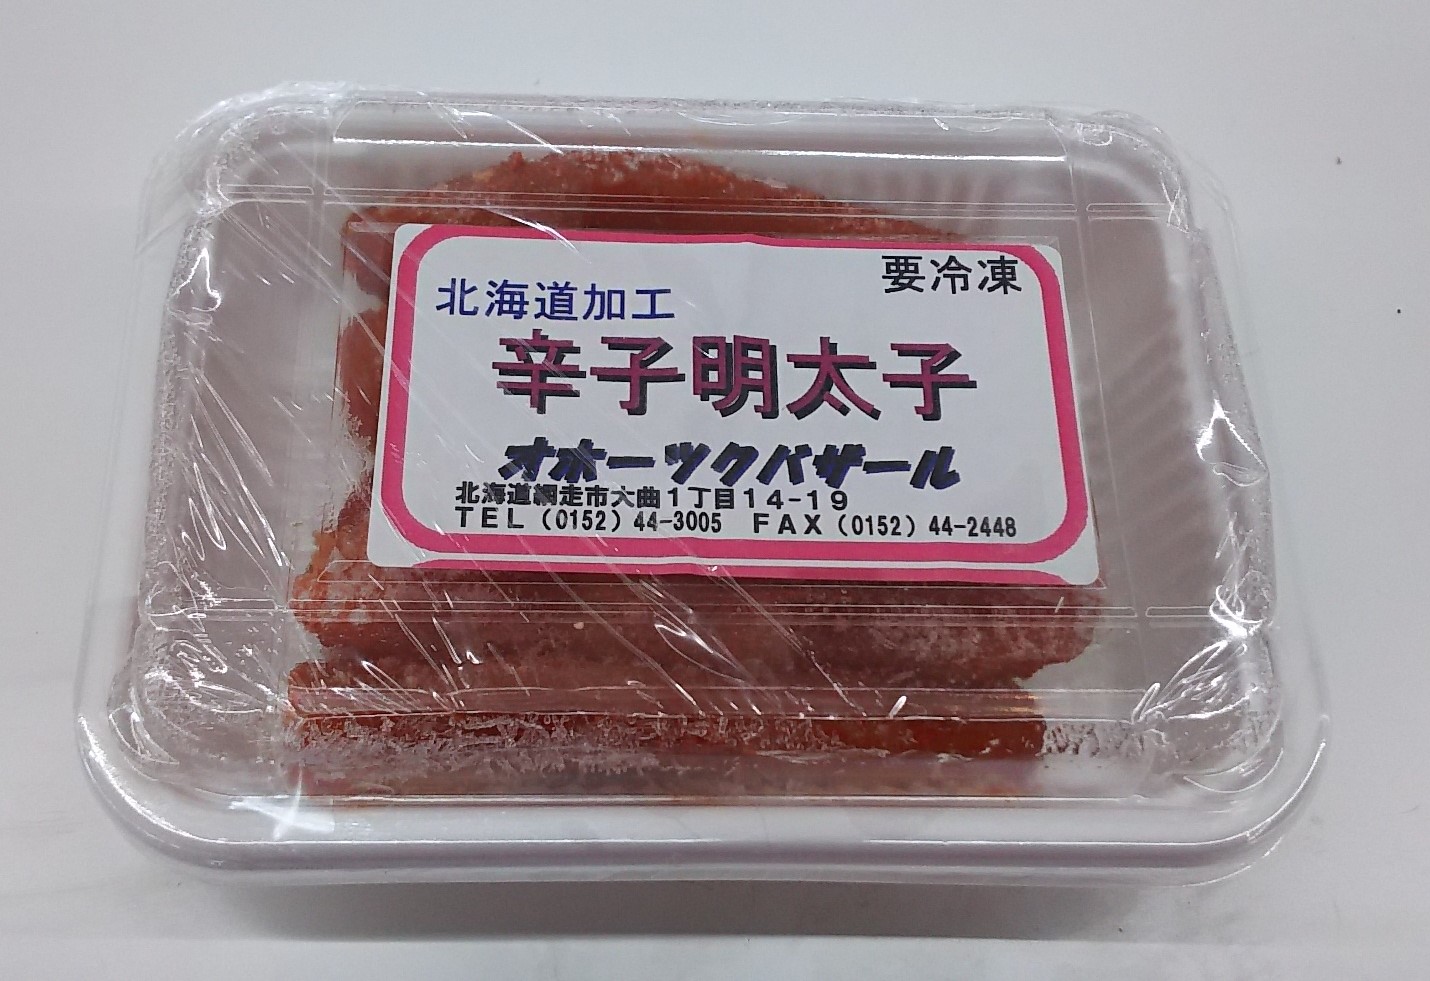 要冷凍
北海道加工
辛子明太子
オホーツクバザール
北海道網走市大曲1丁目14-19
TEL(0152)44-3005 FAX(0152)44-2448